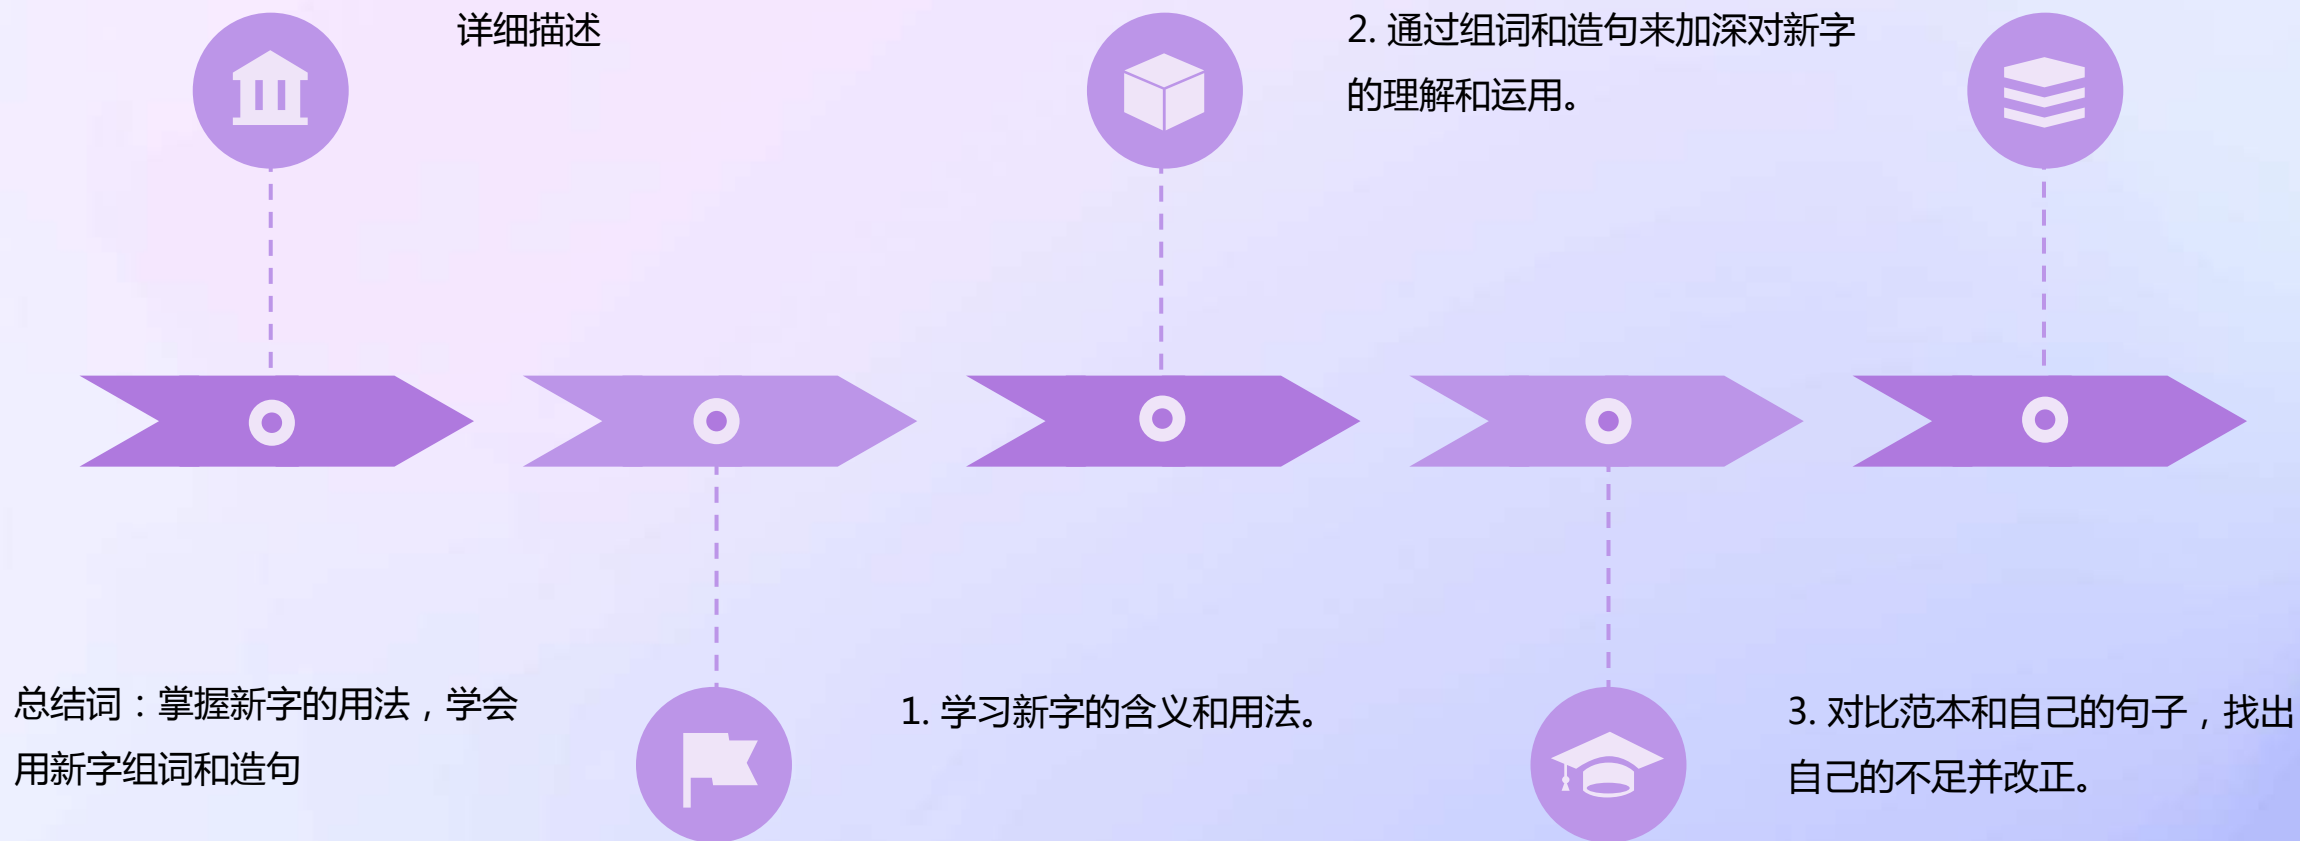 总结词：掌握新字的用法，学会
用新字组词和造句
详细描述
1. 学习新字的含义和用法。
2. 通过组词和造句来加深对新字
的理解和运用。
3. 对比范本和自己的句子，找出
自己的不足并改正。